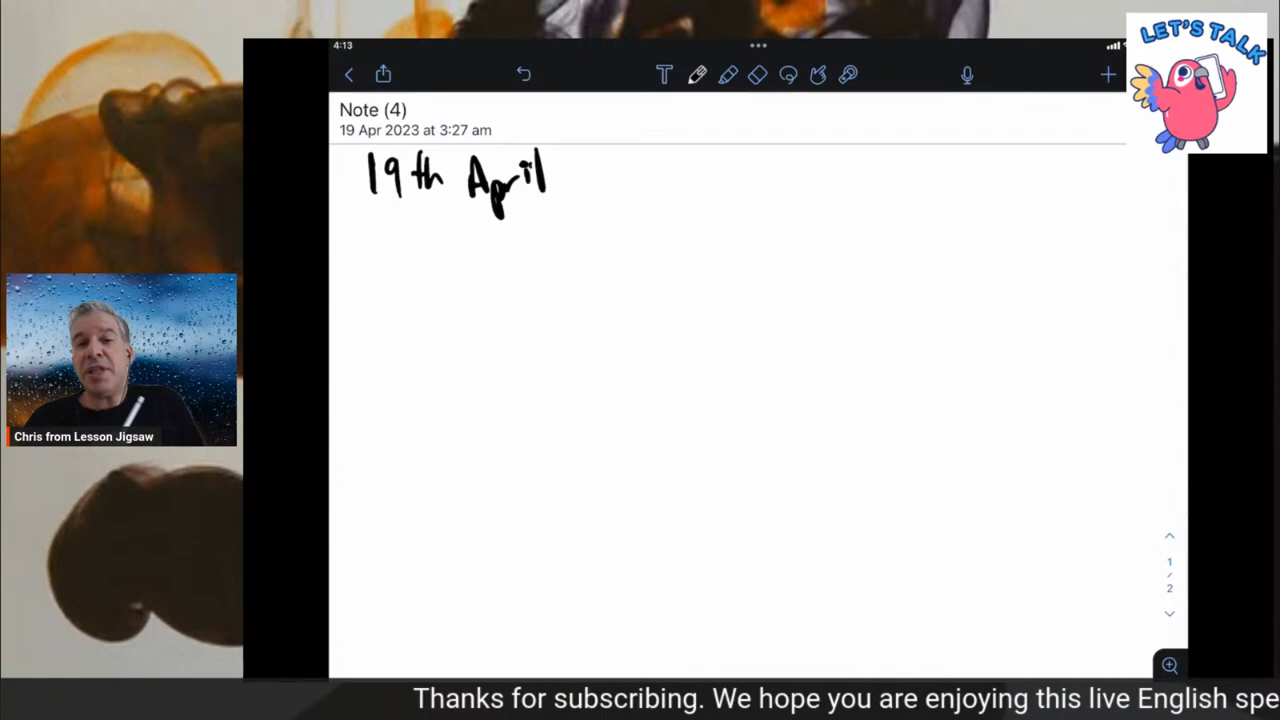 LET'S TALK
4:13
Note (4)
19 Apr 2023 at 3:27 am
19th April
Chris from Lesson Jigsaw
1
/
2
Thanks for subscribing. We hope you are enjoying this live English spe